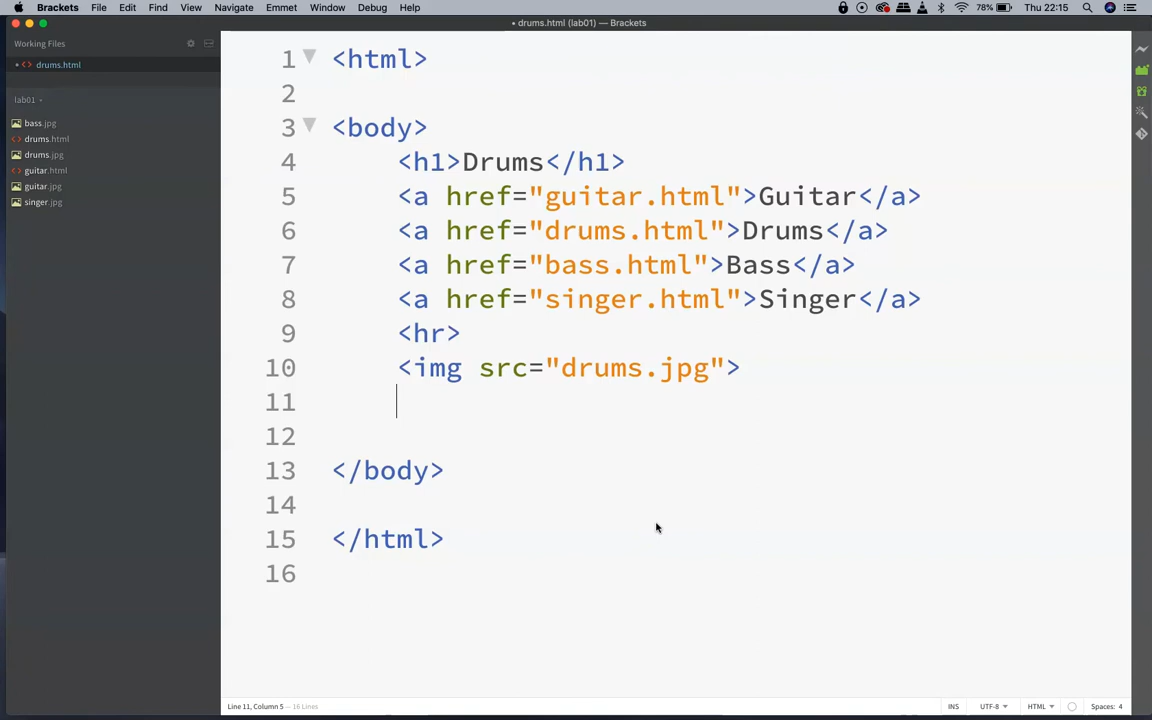 Brackets File Edit View Navigate Emmet Window Debug Help 78% Thu 22:15
• drums.html (lab01) — Brackets
Working Files
• <> drums.html
lab01
bass.jpg
<> drums.html
drums.jpg
<> guitar.html
guitar.jpg
singer.jpg
1 <html>
2
3 <body>
4 <h1>Drums</h1>
5 <a href="guitar.html">Guitar</a>
6 <a href="drums.html">Drums</a>
7 <a href="bass.html">Bass</a>
8 <a href="singer.html">Singer</a>
9 <hr>
10 <img src="drums.jpg">
11
12
13 </body>
14
15 </html>
16
Line 11, Column 5 — 16 Lines INS UTF-8 HTML Spaces: 4